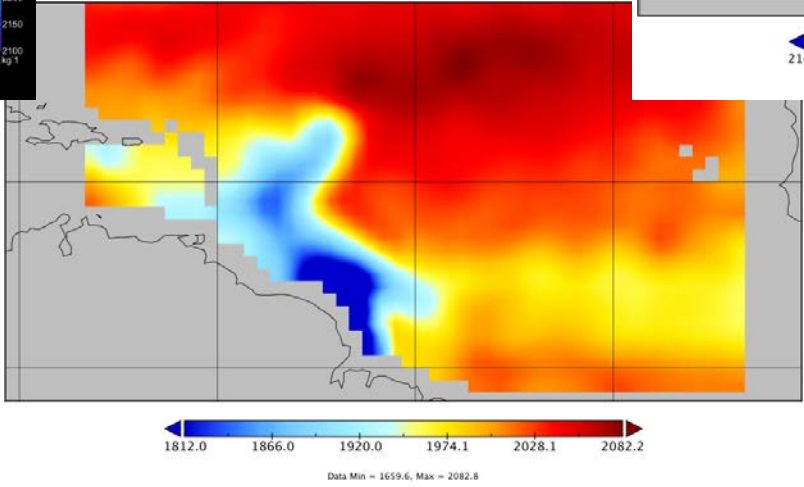 2150
2100
kg 1
1812.0 1866.0 1920.0 1974.1 2028.1 2082.2
Data Min = 1659.6, Max = 2082.8